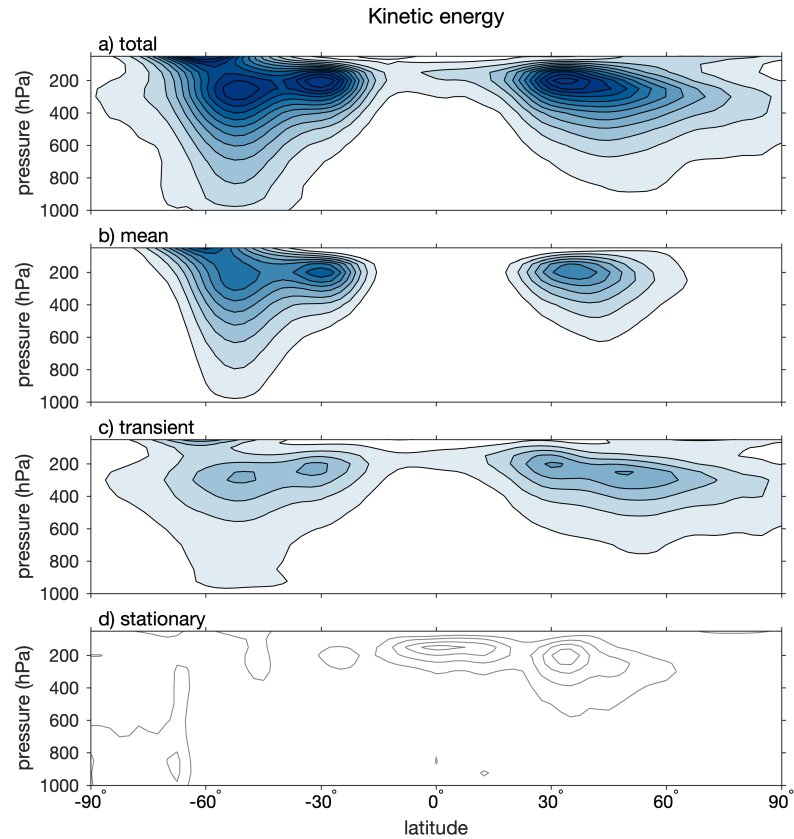 Kinetic energy
a) total
pressure (hPa)
200
400
600
800
1000
b) mean
pressure (hPa)
200
400
600
800
1000
c) transient
pressure (hPa)
200
400
600
800
1000
d) stationary
pressure (hPa)
200
400
600
800
1000
-90° -60° -30° 0° 30° 60° 90°
latitude